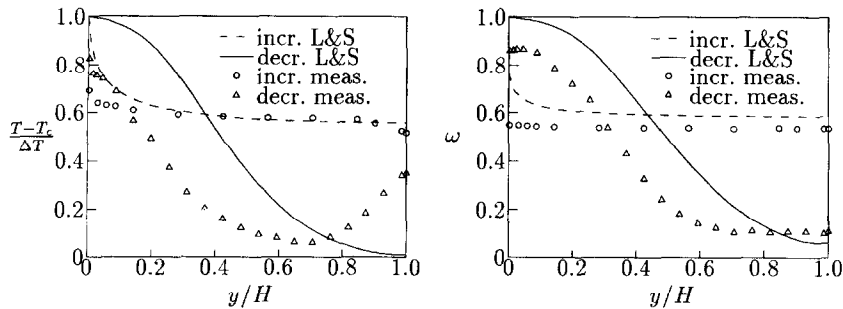 1.0
0.8
0.6
0.4
0.2
0
T−Tc
ΔT
incr. L&S
decr. L&S
incr. meas.
decr. meas.
0 0.2 0.4 0.6 0.8 1.0
y/H
1.0
0.8
0.6
0.4
0.2
0
ω
incr. L&S
decr. L&S
incr. meas.
decr. meas.
0 0.2 0.4 0.6 0.8 1.0
y/H